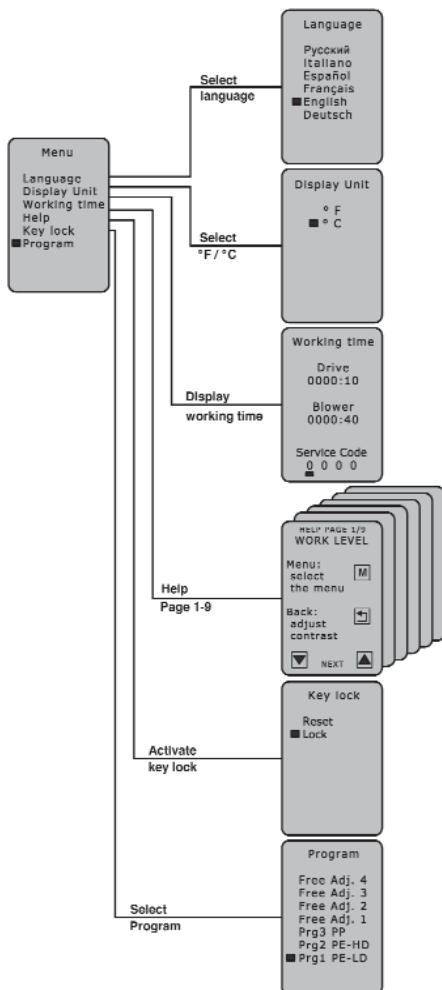 Menu
Language
Display Unit
Working time
Help
Key lock
Program
Select
language
Language
Русский
Italiano
Español
Français
English
Deutsch
Select
°F / °C
Display Unit
° F
° C
Display
working time
Working time
Drive
0000:10
Blower
0000:40
Service Code
0 0 0 0
Help
Page 1-9
HELP PAGE 1/9
WORK LEVEL
Menu:
select
the menu
M
Back:
adjust
contrast
NEXT
Activate
key lock
Key lock
Reset
Lock
Select
Program
Program
Free Adj. 4
Free Adj. 3
Free Adj. 2
Free Adj. 1
Prg3 PP
Prg2 PE-HD
Prg1 PE-LD